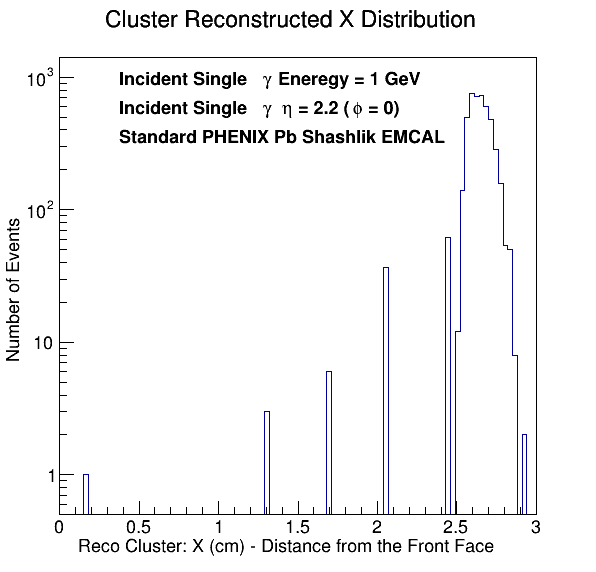 Cluster Reconstructed X Distribution
10³
Incident Single γ Eneregy = 1 GeV
Incident Single γ η = 2.2 ( ϕ = 0)
Standard PHENIX Pb Shashlik EMCAL
10²
Number of Events
10
1
0 0.5 1 1.5 2 2.5 3
Reco Cluster: X (cm) - Distance from the Front Face